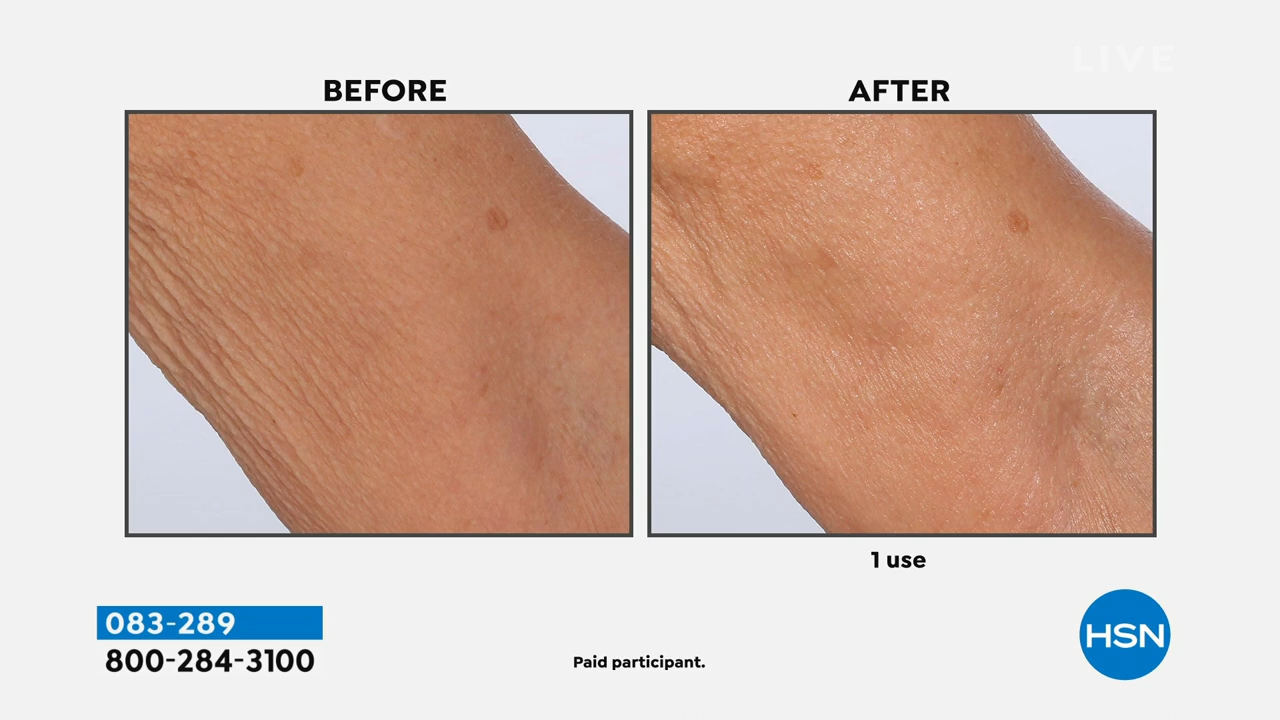 LIVE
BEFORE
AFTER
1 use
083-289
800-284-3100
Paid participant.
HSN